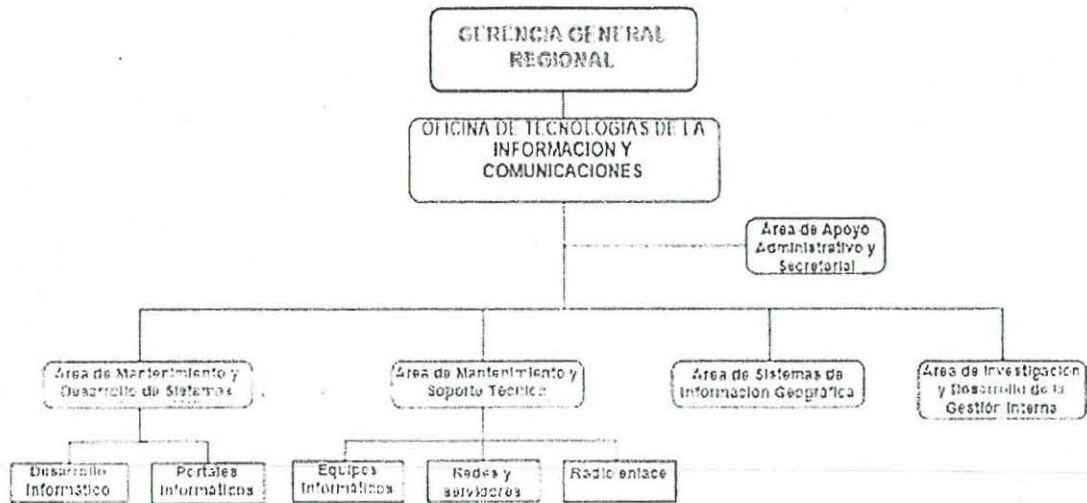 GERENCIA GENERAL
REGIONAL
OFICINA DE TECNOLOGIAS DE LA
INFORMACION Y
COMUNICACIONES
Area de Apoyo
Administrativo y
Secretarial
Area de Mantenimiento y
Desarrollo de Sistemas
Area de Mantenimiento y
Soporte Técnico
Area de Sistemas de
Información Geográfica
Area de Investigación
y Desarrollo de la
Gestión Interna
Desarrollo
Informático
Portales
Informáticos
Equipos
Informáticos
Redes y
servidores
Radio enlace